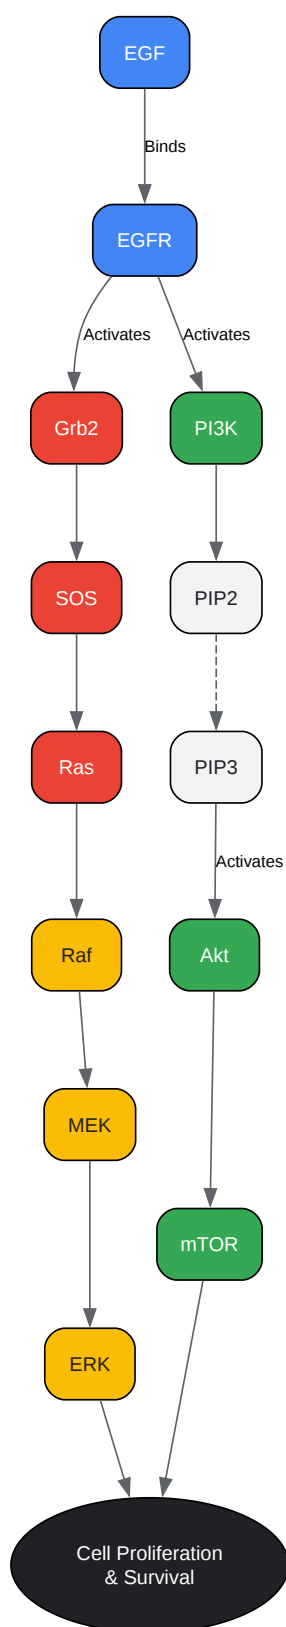 EGF
Binds
EGFR
Activates
Activates
Grb2
PI3K
SOS
PIP2
Ras
PIP3
Activates
Raf
Akt
MEK
mTOR
ERK
Cell Proliferation
& Survival